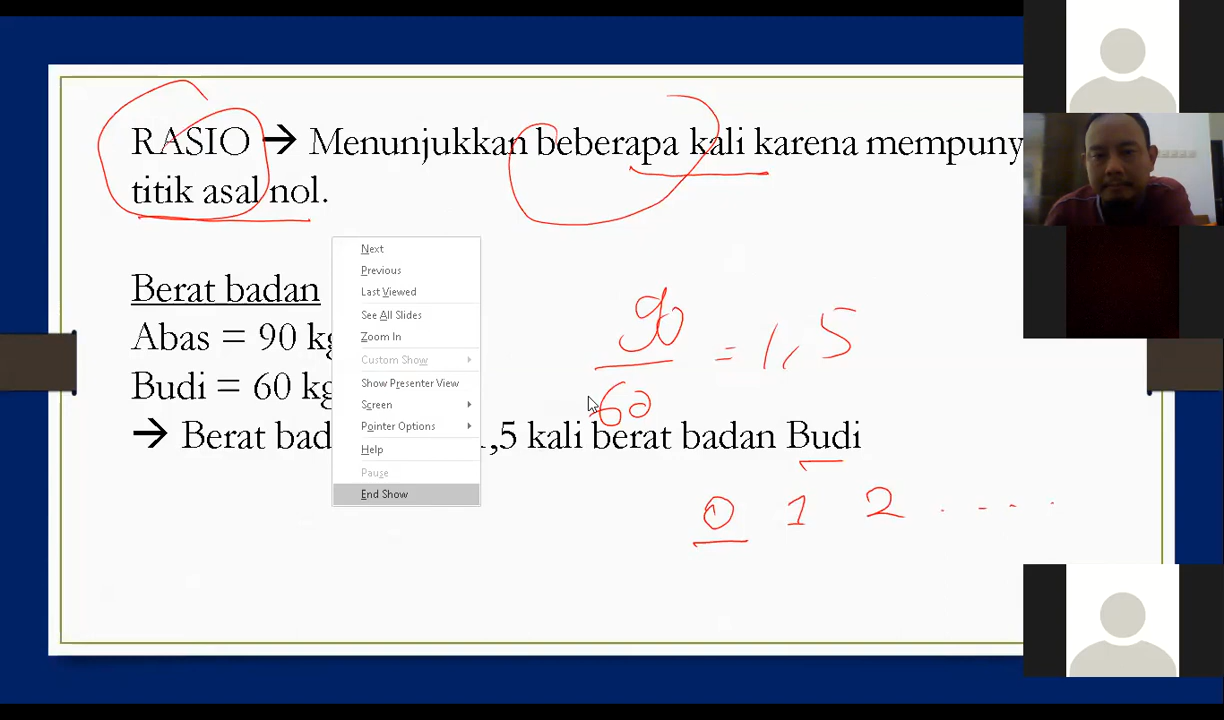 RASIO → Menunjukkan beberapa kali karena mempuny
titik asal nol.
Berat badan
Abas = 90 kg
Budi = 60 kg
→ Berat bad 1,5 kali berat badan Budi
Next
Previous
Last Viewed
See All Slides
Zoom In
Custom Show
Show Presenter View
Screen
Pointer Options
Help
Pause
End Show
90
60
= 1,5
0 1 2 .....